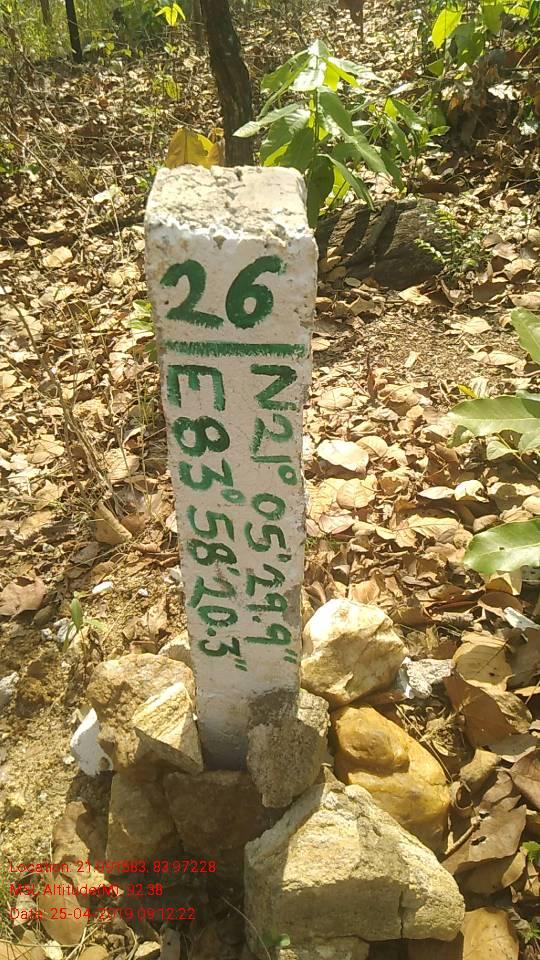 26
N21° 05' 29.9"
E 83° 58' 20.3"
Location: 21.091583, 83.97228
MSL Altitude(M): 92.38
Date: 25-04-2019 09:12:22